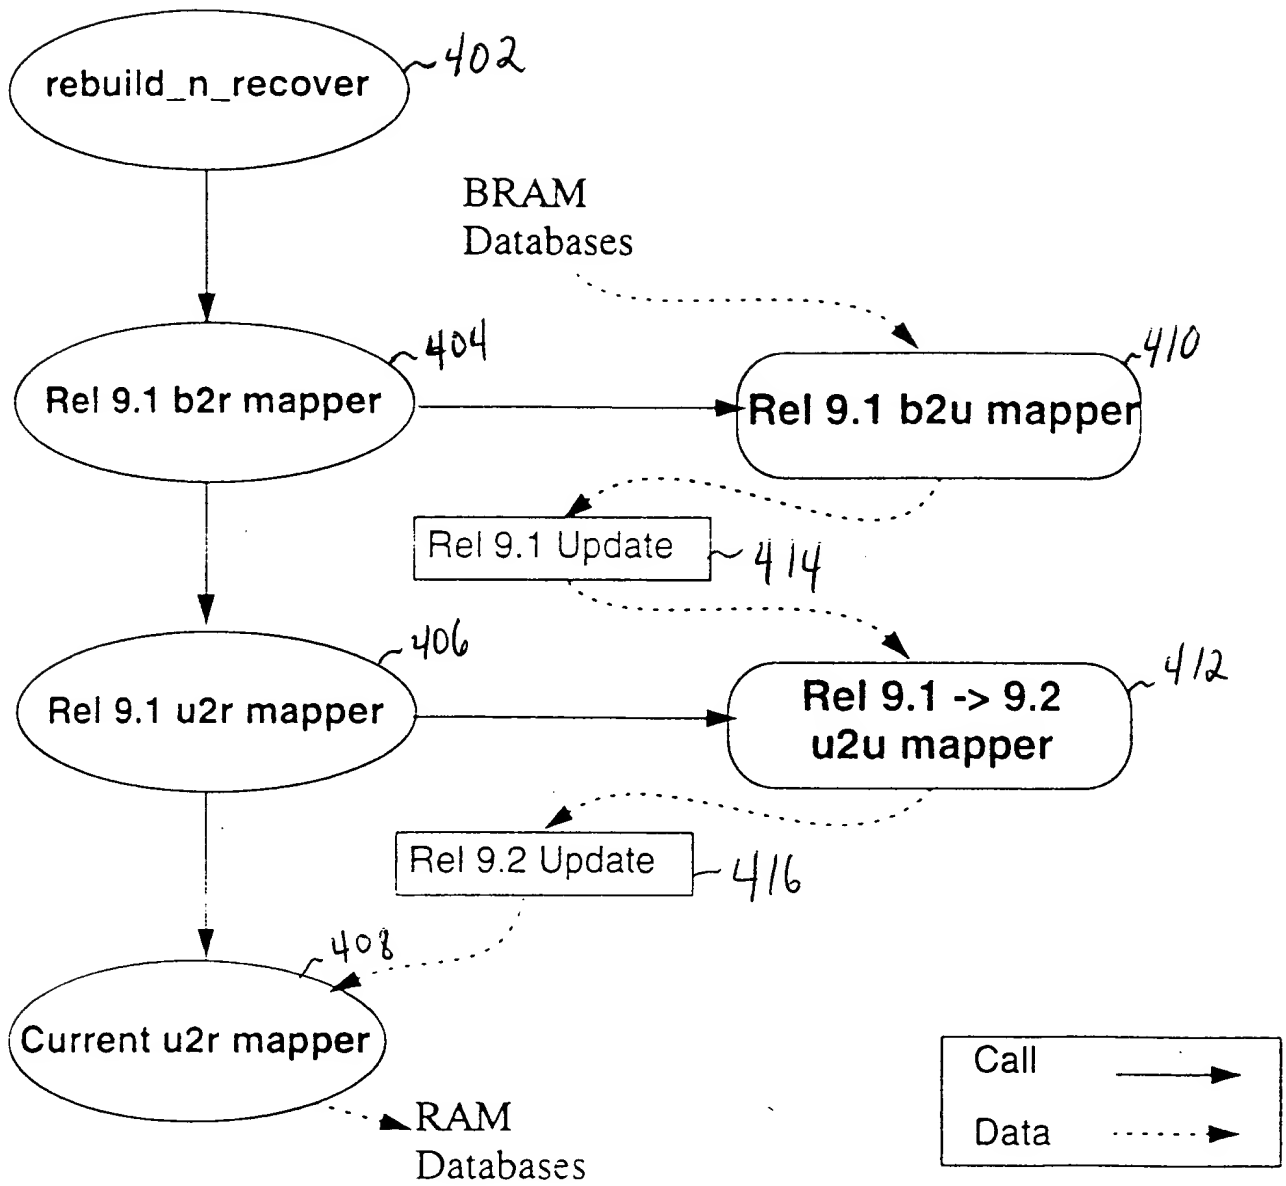 rebuild_n_recover
402
BRAM
Databases
404
410
Rel 9.1 b2r mapper
Rel 9.1 b2u mapper
Rel 9.1 Update
414
406
412
Rel 9.1 u2r mapper
Rel 9.1 -> 9.2
u2u mapper
Rel 9.2 Update
416
408
Current u2r mapper
RAM
Databases
Call
Data